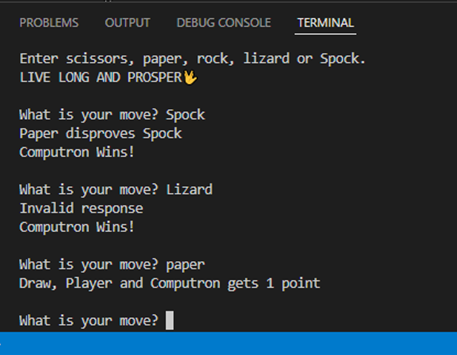 PROBLEMS OUTPUT DEBUG CONSOLE TERMINAL
Enter scissors, paper, rock, lizard or Spock.
LIVE LONG AND PROSPER🖖
What is your move? Spock
Paper disproves Spock
Computron Wins!
What is your move? Lizard
Invalid response
Computron Wins!
What is your move? paper
Draw, Player and Computron gets 1 point
What is your move?